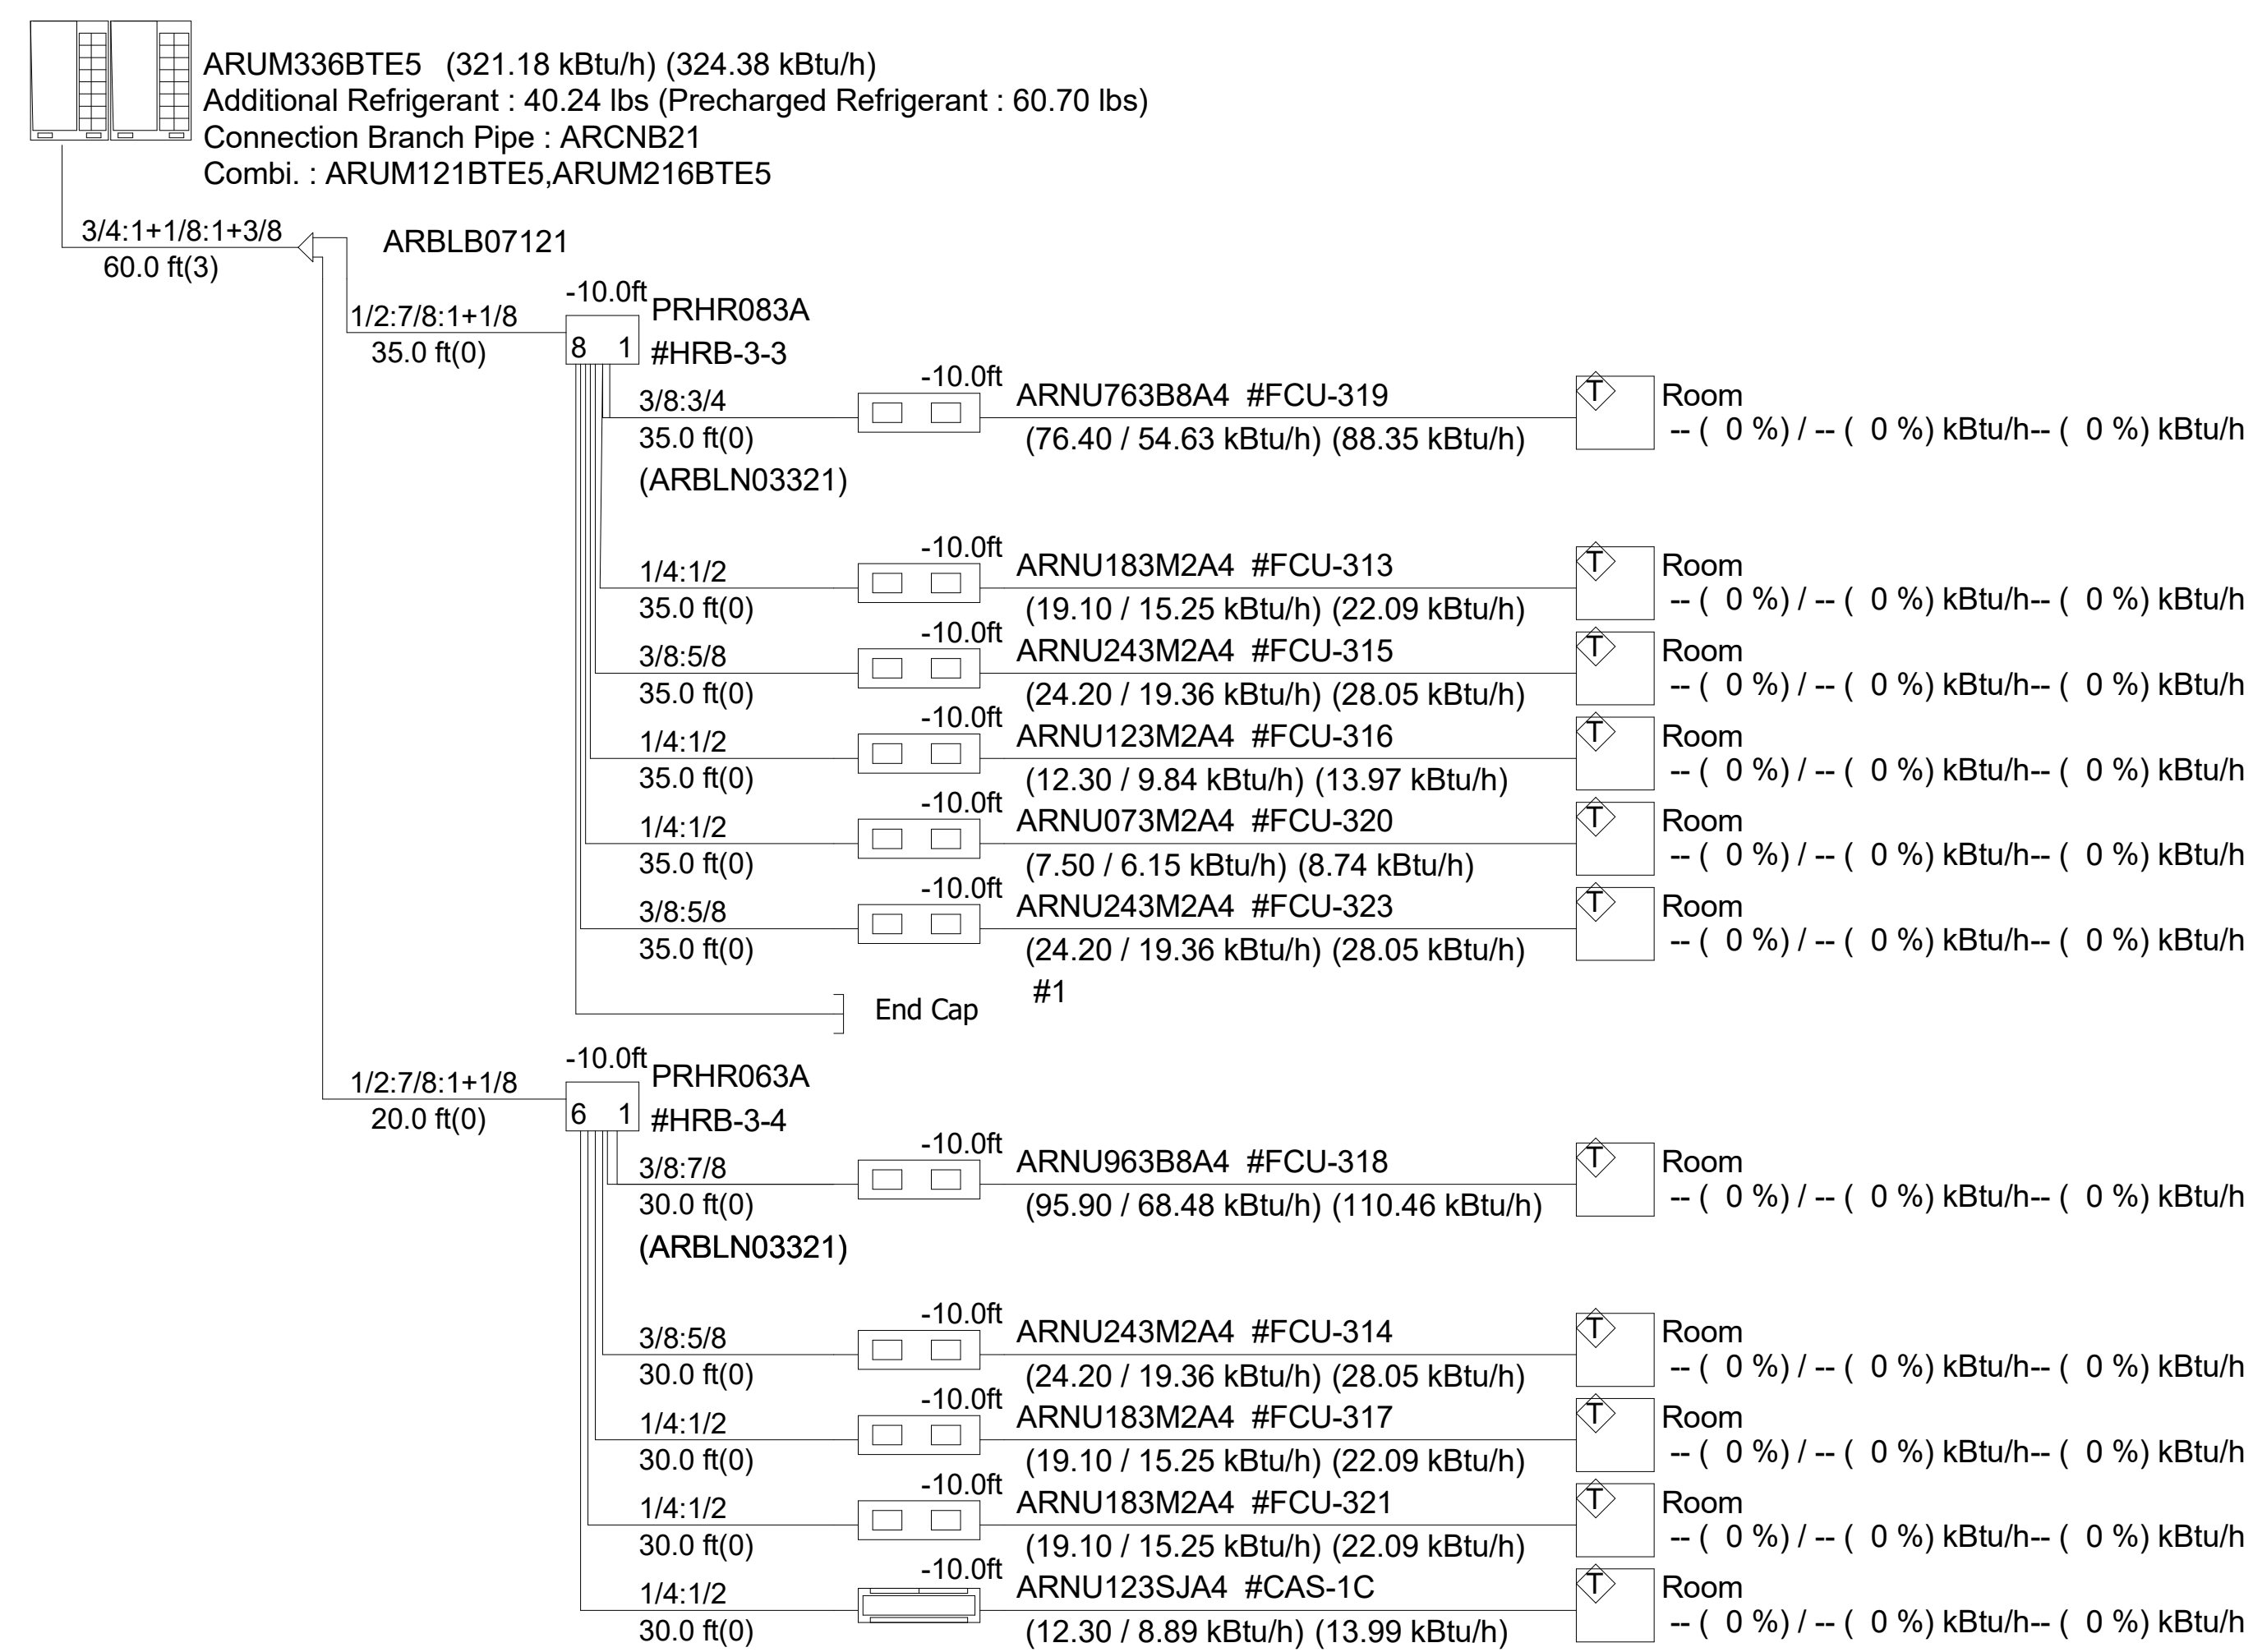 ARUM336BTE5 (321.18 kBtu/h) (324.38 kBtu/h)
Additional Refrigerant : 40.24 lbs (Precharged Refrigerant : 60.70 lbs)
Connection Branch Pipe : ARCNB21
Combi. : ARUM121BTE5,ARUM216BTE5
3/4:1+1/8:1+3/8
60.0 ft(3)
ARBLB07121
1/2:7/8:1+1/8
35.0 ft(0)
-10.0ft
PRHR083A
8 1
#HRB-3-3
3/8:3/4
35.0 ft(0)
(ARBLN03321)
-10.0ft
ARNU763B8A4 #FCU-319
(76.40 / 54.63 kBtu/h) (88.35 kBtu/h)
T
Room
-- ( 0 %) / -- ( 0 %) kBtu/h-- ( 0 %) kBtu/h
1/4:1/2
35.0 ft(0)
-10.0ft
ARNU183M2A4 #FCU-313
(19.10 / 15.25 kBtu/h) (22.09 kBtu/h)
T
Room
-- ( 0 %) / -- ( 0 %) kBtu/h-- ( 0 %) kBtu/h
3/8:5/8
35.0 ft(0)
-10.0ft
ARNU243M2A4 #FCU-315
(24.20 / 19.36 kBtu/h) (28.05 kBtu/h)
T
Room
-- ( 0 %) / -- ( 0 %) kBtu/h-- ( 0 %) kBtu/h
1/4:1/2
35.0 ft(0)
-10.0ft
ARNU123M2A4 #FCU-316
(12.30 / 9.84 kBtu/h) (13.97 kBtu/h)
T
Room
-- ( 0 %) / -- ( 0 %) kBtu/h-- ( 0 %) kBtu/h
1/4:1/2
35.0 ft(0)
-10.0ft
ARNU073M2A4 #FCU-320
(7.50 / 6.15 kBtu/h) (8.74 kBtu/h)
T
Room
-- ( 0 %) / -- ( 0 %) kBtu/h-- ( 0 %) kBtu/h
3/8:5/8
35.0 ft(0)
-10.0ft
ARNU243M2A4 #FCU-323
(24.20 / 19.36 kBtu/h) (28.05 kBtu/h)
#1
T
Room
-- ( 0 %) / -- ( 0 %) kBtu/h-- ( 0 %) kBtu/h
End Cap
1/2:7/8:1+1/8
20.0 ft(0)
-10.0ft
PRHR063A
6 1
#HRB-3-4
3/8:7/8
30.0 ft(0)
(ARBLN03321)
-10.0ft
ARNU963B8A4 #FCU-318
(95.90 / 68.48 kBtu/h) (110.46 kBtu/h)
T
Room
-- ( 0 %) / -- ( 0 %) kBtu/h-- ( 0 %) kBtu/h
3/8:5/8
30.0 ft(0)
-10.0ft
ARNU243M2A4 #FCU-314
(24.20 / 19.36 kBtu/h) (28.05 kBtu/h)
T
Room
-- ( 0 %) / -- ( 0 %) kBtu/h-- ( 0 %) kBtu/h
1/4:1/2
30.0 ft(0)
-10.0ft
ARNU183M2A4 #FCU-317
(19.10 / 15.25 kBtu/h) (22.09 kBtu/h)
T
Room
-- ( 0 %) / -- ( 0 %) kBtu/h-- ( 0 %) kBtu/h
1/4:1/2
30.0 ft(0)
-10.0ft
ARNU183M2A4 #FCU-321
(19.10 / 15.25 kBtu/h) (22.09 kBtu/h)
T
Room
-- ( 0 %) / -- ( 0 %) kBtu/h-- ( 0 %) kBtu/h
1/4:1/2
30.0 ft(0)
-10.0ft
ARNU123SJA4 #CAS-1C
(12.30 / 8.89 kBtu/h) (13.99 kBtu/h)
T
Room
-- ( 0 %) / -- ( 0 %) kBtu/h-- ( 0 %) kBtu/h